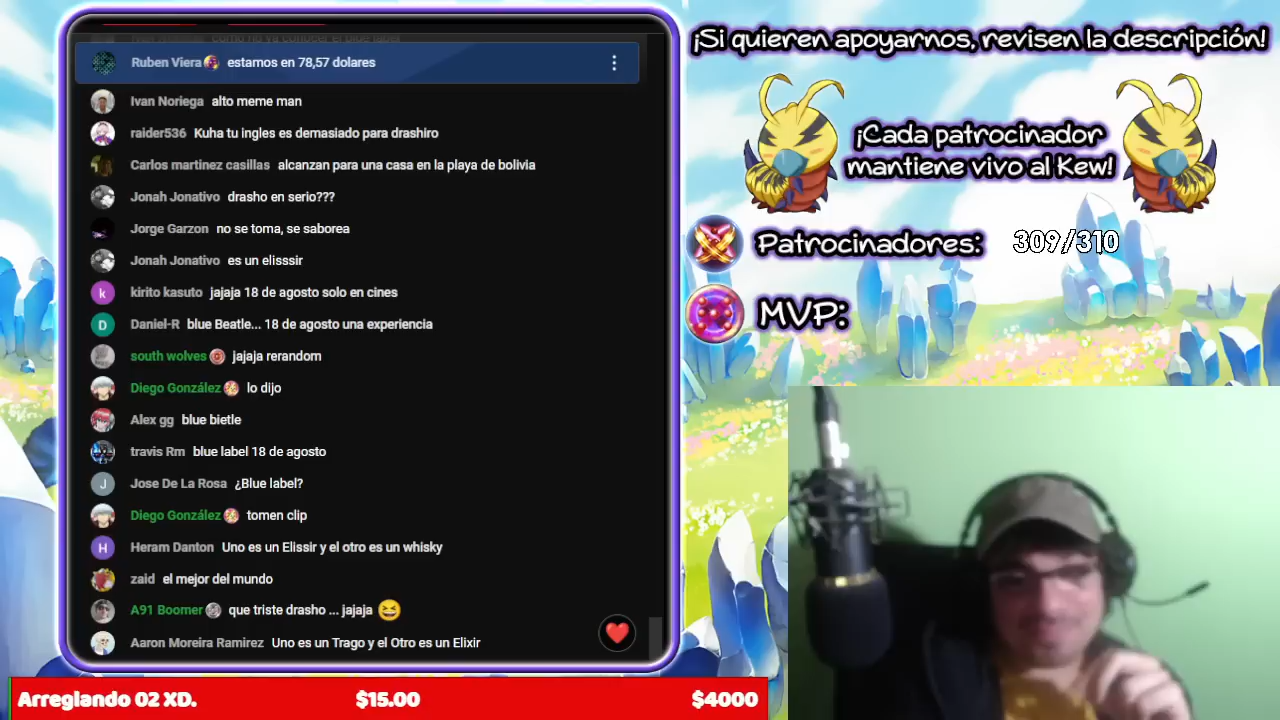 Ruben Viera estamos en 78,57 dolares
Ivan Noriega alto meme man
raider536 Kuha tu ingles es demasiado para drashiro
Carlos martinez casillas alcanzan para una casa en la playa de bolivia
Jonah Jonativo drasho en serio???
Jorge Garzon no se toma, se saborea
Jonah Jonativo es un elisssir
k kirito kasuto jajaja 18 de agosto solo en cines
D Daniel-R blue Beatle... 18 de agosto una experiencia
south wolves jajaja rerandom
Diego González lo dijo
Alex gg blue bietle
travis Rm blue label 18 de agosto
J Jose De La Rosa ¿Blue label?
Diego González tomen clip
H Heram Danton Uno es un Elissir y el otro es un whisky
zaid el mejor del mundo
A91 Boomer que triste drasho ... jajaja 😆
Aaron Moreira Ramirez Uno es un Trago y el Otro es un Elixir
¡Si quieren apoyarnos, revisen la descripción!
¡Cada patrocinador
mantiene vivo al Kew!
Patrocinadores: 309/310
MVP:
Arreglando 02 XD. $15.00 $4000